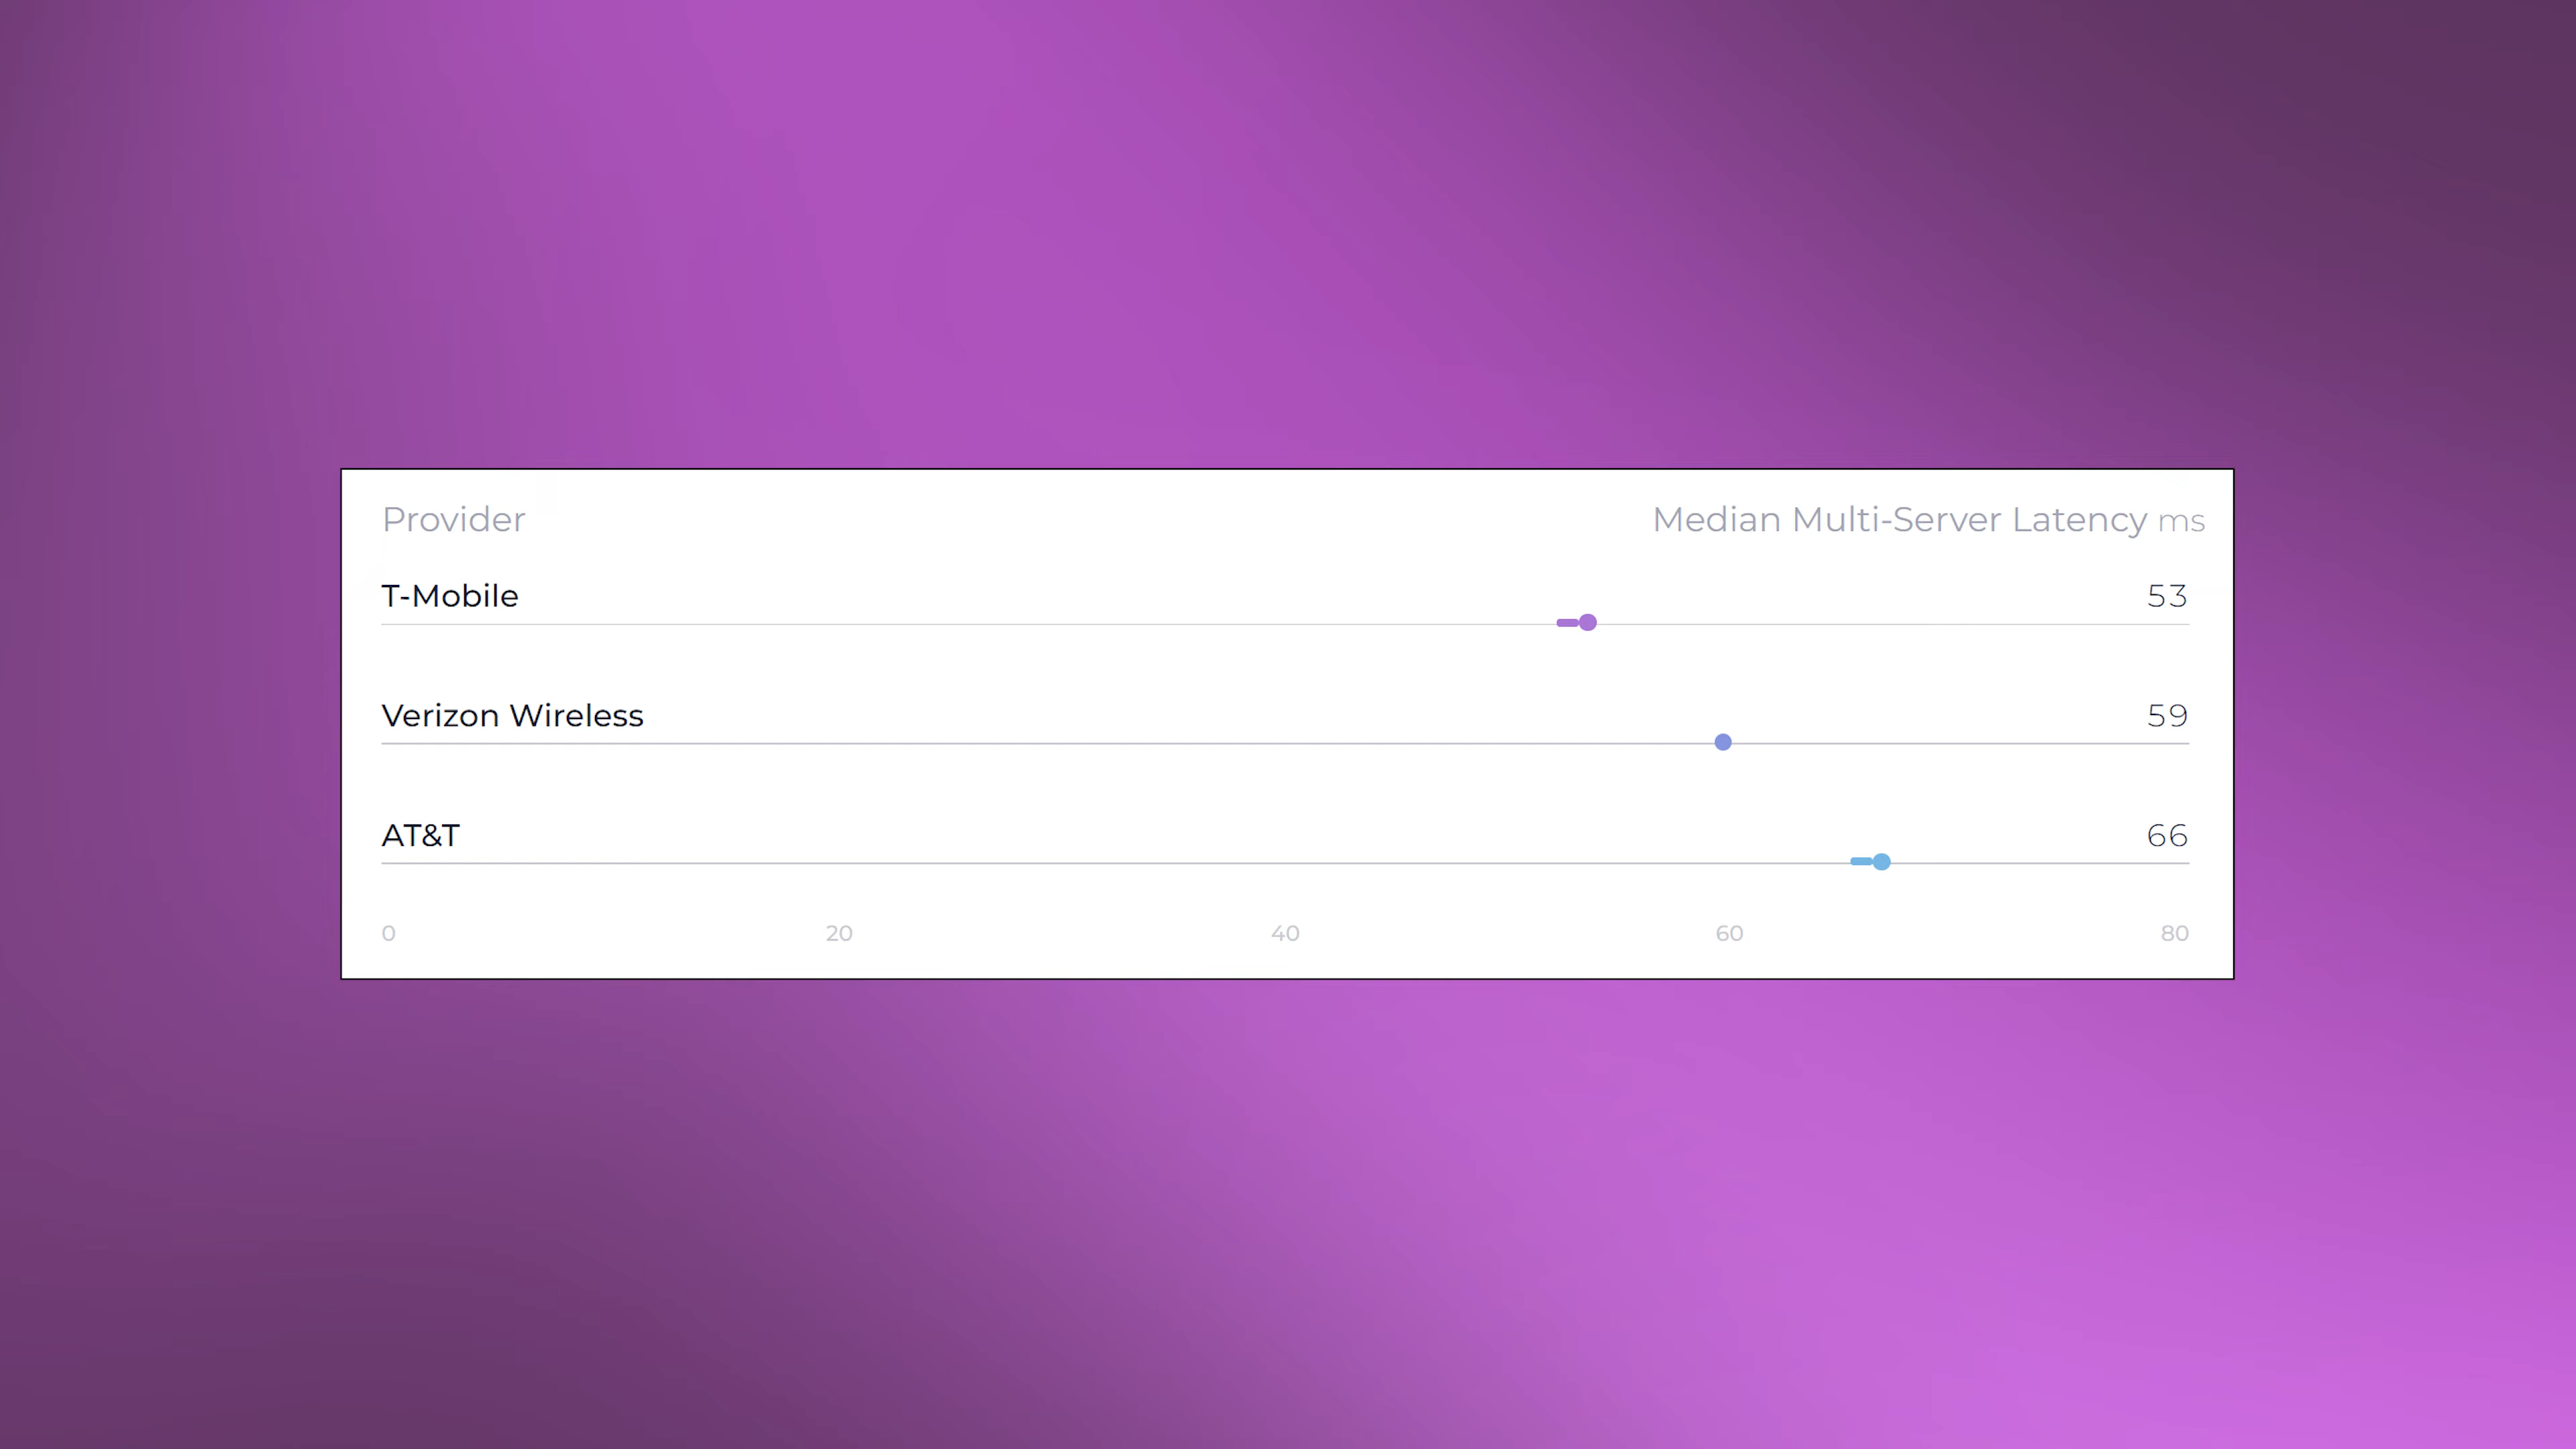 Provider Median Multi-Server Latency ms
T-Mobile 53
Verizon Wireless 59
AT&T 66
0 20 40 60 80